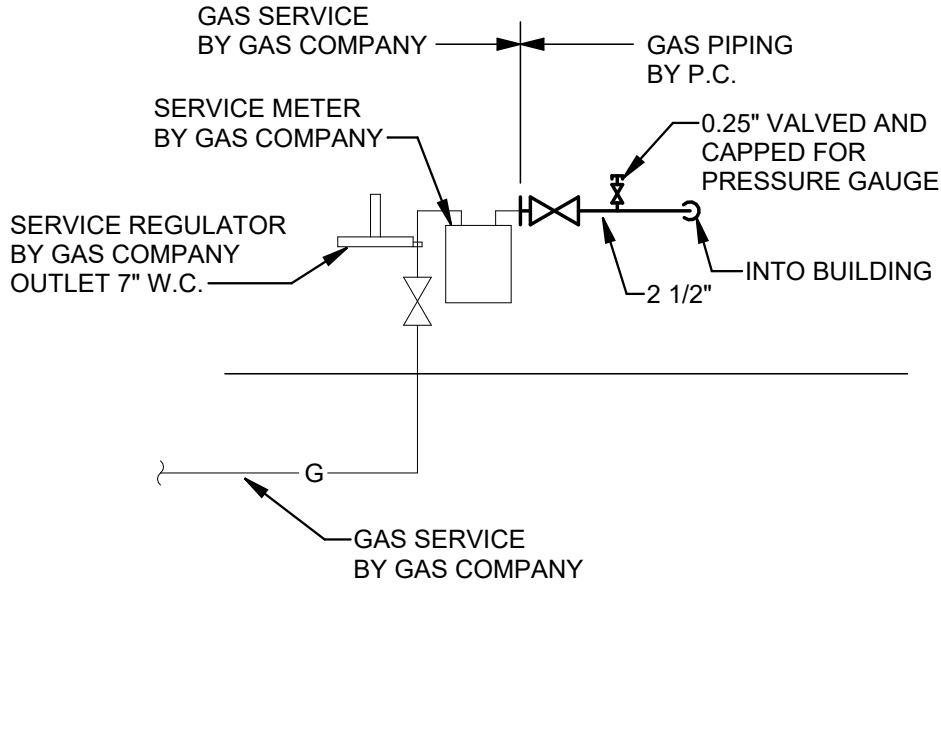 GAS SERVICE
BY GAS COMPANY
GAS PIPING
BY P.C.
SERVICE METER
BY GAS COMPANY
0.25" VALVED AND
CAPPED FOR
PRESSURE GAUGE
SERVICE REGULATOR
BY GAS COMPANY
OUTLET 7" W.C.
INTO BUILDING
2 1/2"
G
GAS SERVICE
BY GAS COMPANY